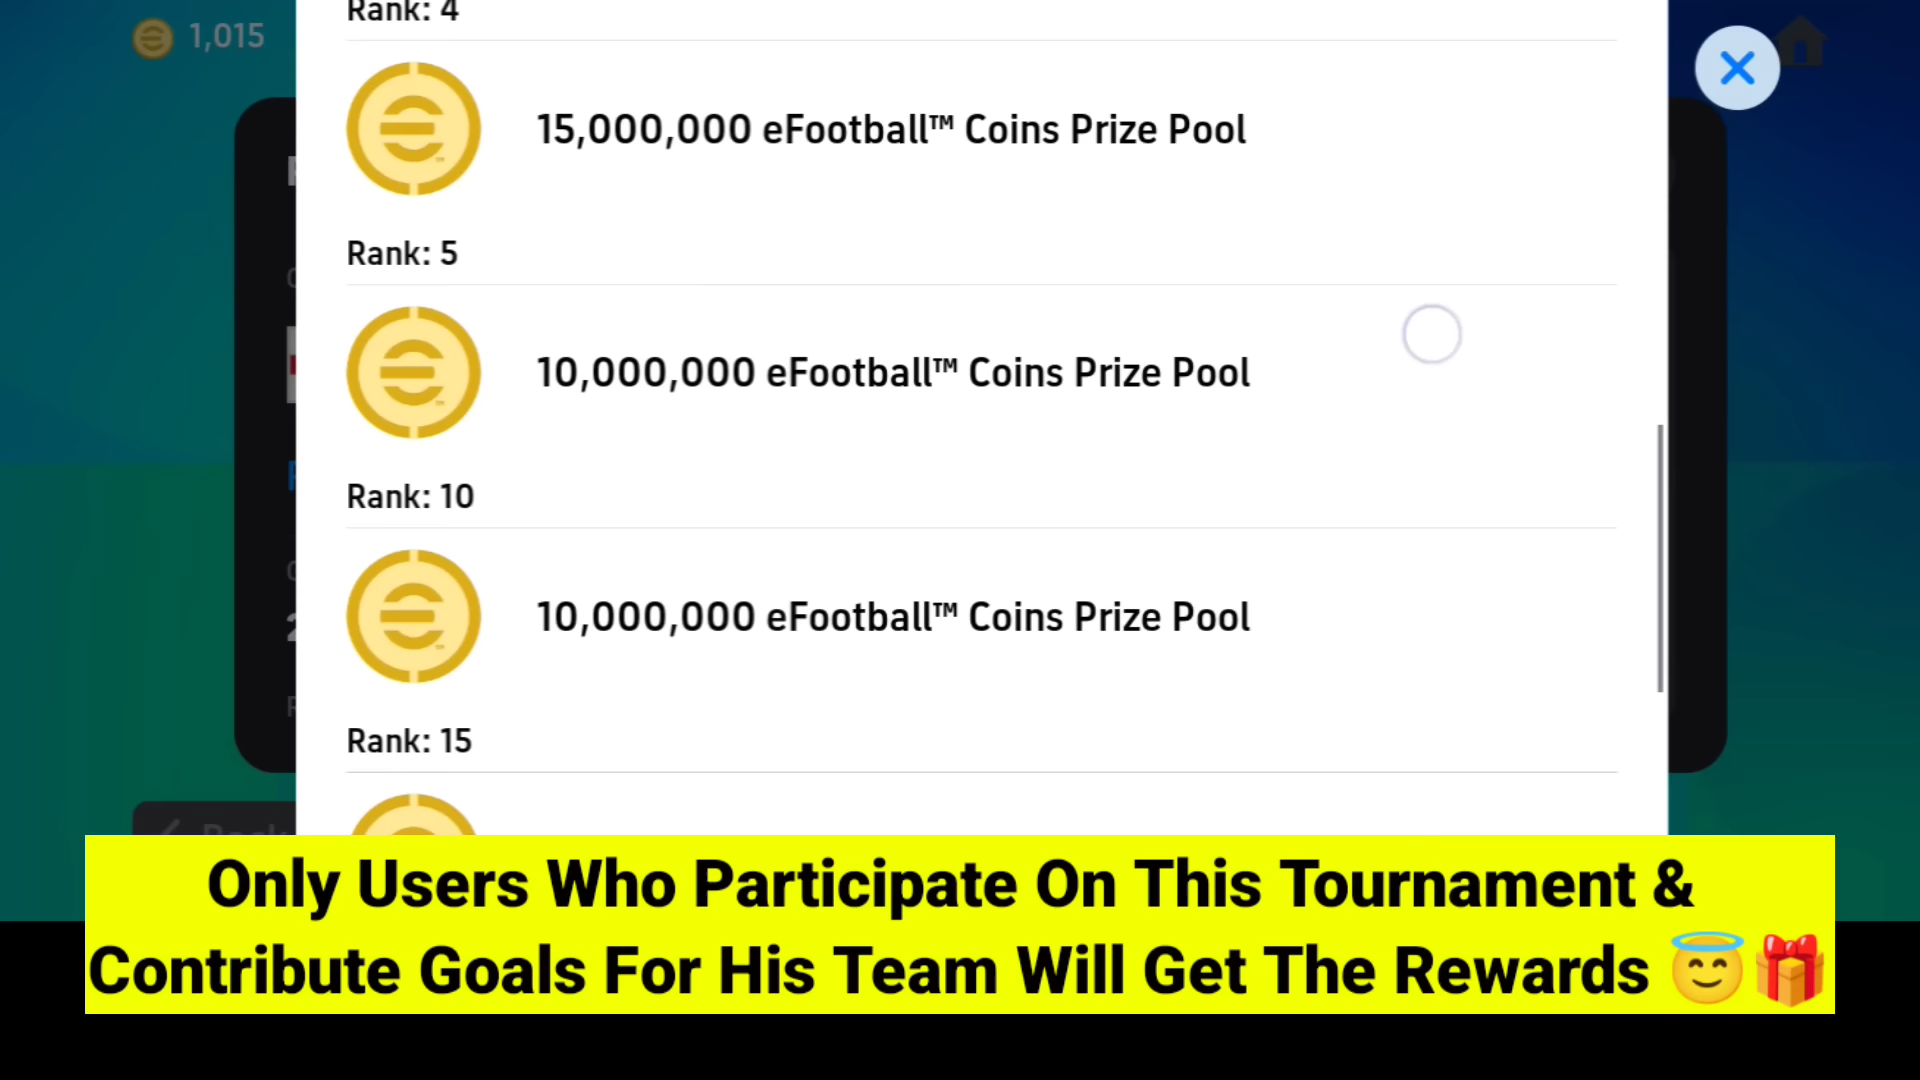 Rank: 4
1,015
15,000,000 eFootball™ Coins Prize Pool
Rank: 5
10,000,000 eFootball™ Coins Prize Pool
Rank: 10
10,000,000 eFootball™ Coins Prize Pool
Rank: 15
Back
Only Users Who Participate On This Tournament &
Contribute Goals For His Team Will Get The Rewards 😇🎁